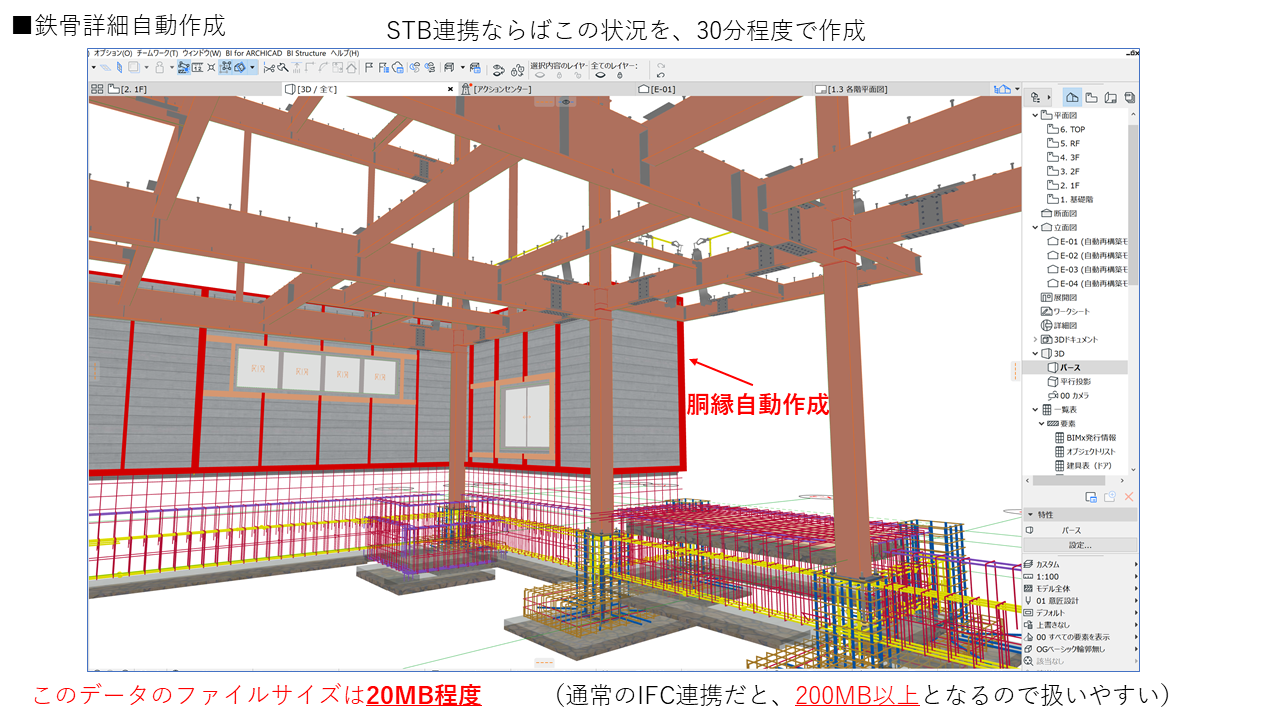 ■鉄骨詳細自動作成
STB連携ならばこの状況を、30分程度で作成
オプション(O) チームワーク(T) ウィンドウ(W) BI for ARCHICAD BI Structure ヘルプ(H)
選択内容のレイヤー: 全てのレイヤー:
[2. 1F]
[3D / 全て]
[アクションセンター]
[E-01]
[1.3 各階平面図]
平面図
6. TOP
5. RF
4. 3F
3. 2F
2. 1F
1. 基礎階
断面図
立面図
E-01 (自動再構築モ
E-02 (自動再構築モ
E-03 (自動再構築モ
E-04 (自動再構築モ
展開図
ワークシート
詳細図
3Dドキュメント
3D
パース
平行投影
00 カメラ
一覧表
要素
BIMx発行情報
オブジェクトリスト
建具表（ドア）
特性
パース
設定...
カスタム
1:100
モデル全体
01 意匠設計
デフォルト
上書きなし
00 すべての要素を表示
OGベーシック輪郭無し
該当なし
胴縁自動作成
このデータのファイルサイズは20MB程度
（通常のIFC連携だと、200MB以上となるので扱いやすい）